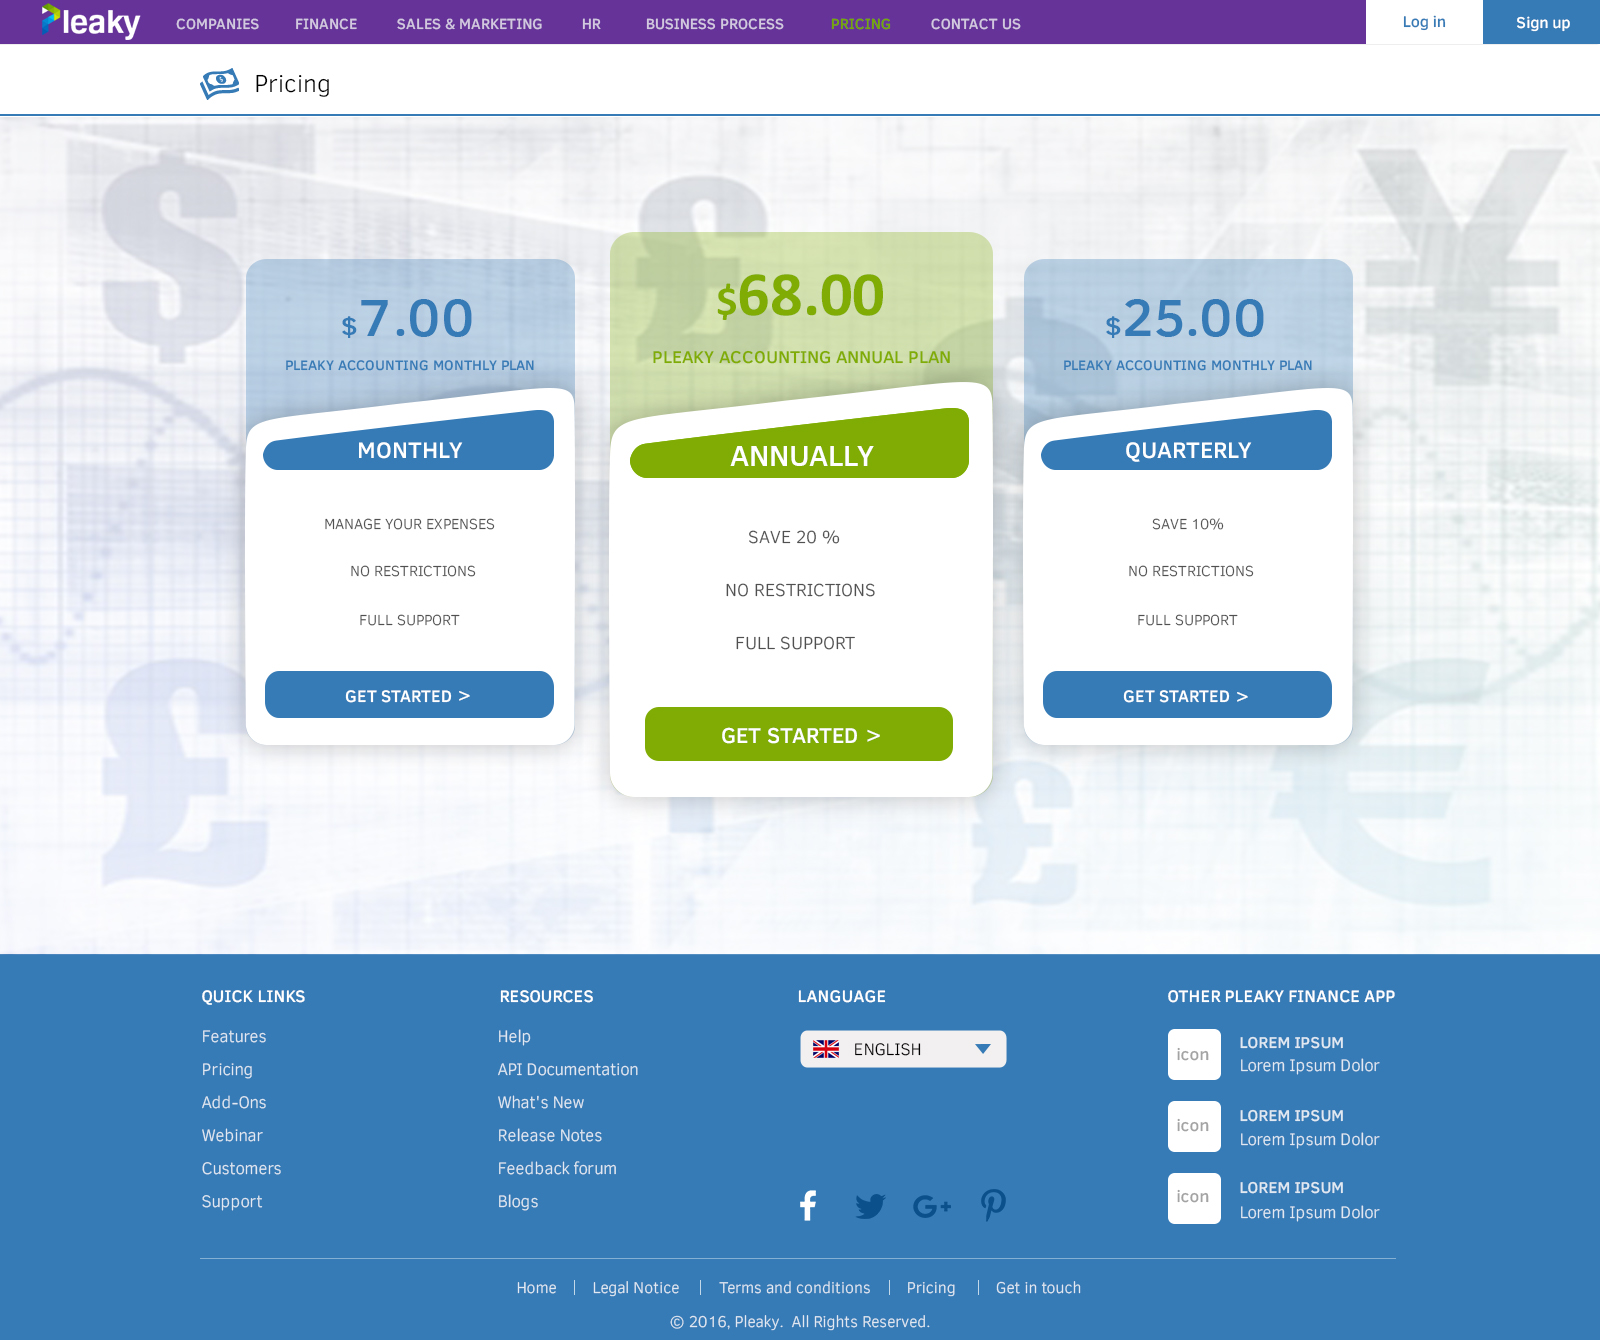 Pleaky COMPANIES FINANCE SALES & MARKETING HR BUSINESS PROCESS PRICING CONTACT US Log in Sign up
Pricing
$7.00
PLEAKY ACCOUNTING MONTHLY PLAN
MONTHLY
MANAGE YOUR EXPENSES
NO RESTRICTIONS
FULL SUPPORT
GET STARTED >
$68.00
PLEAKY ACCOUNTING ANNUAL PLAN
ANNUALLY
SAVE 20 %
NO RESTRICTIONS
FULL SUPPORT
GET STARTED >
$25.00
PLEAKY ACCOUNTING MONTHLY PLAN
QUARTERLY
SAVE 10%
NO RESTRICTIONS
FULL SUPPORT
GET STARTED >
QUICK LINKS
Features
Pricing
Add-Ons
Webinar
Customers
Support
RESOURCES
Help
API Documentation
What's New
Release Notes
Feedback forum
Blogs
LANGUAGE
ENGLISH
OTHER PLEAKY FINANCE APP
icon
LOREM IPSUM
Lorem Ipsum Dolor
icon
LOREM IPSUM
Lorem Ipsum Dolor
icon
LOREM IPSUM
Lorem Ipsum Dolor
Home | Legal Notice | Terms and conditions | Pricing | Get in touch
© 2016, Pleaky. All Rights Reserved.